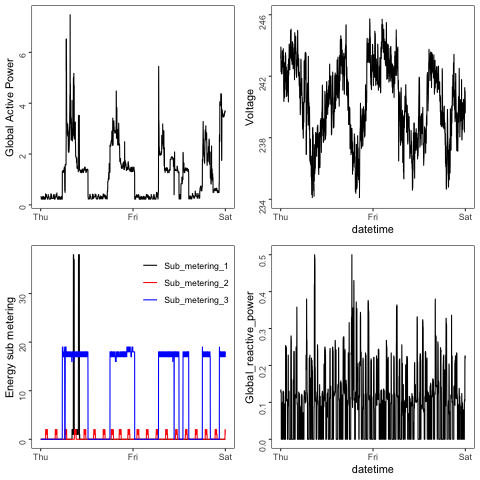 Global Active Power
0 2 4 6
Thu Fri Sat
Voltage
234 238 242 246
Thu Fri Sat
datetime
Energy sub metering
0 10 20 30
Sub_metering_1
Sub_metering_2
Sub_metering_3
Thu Fri Sat
Global_reactive_power
0.0 0.1 0.2 0.3 0.4 0.5
Thu Fri Sat
datetime